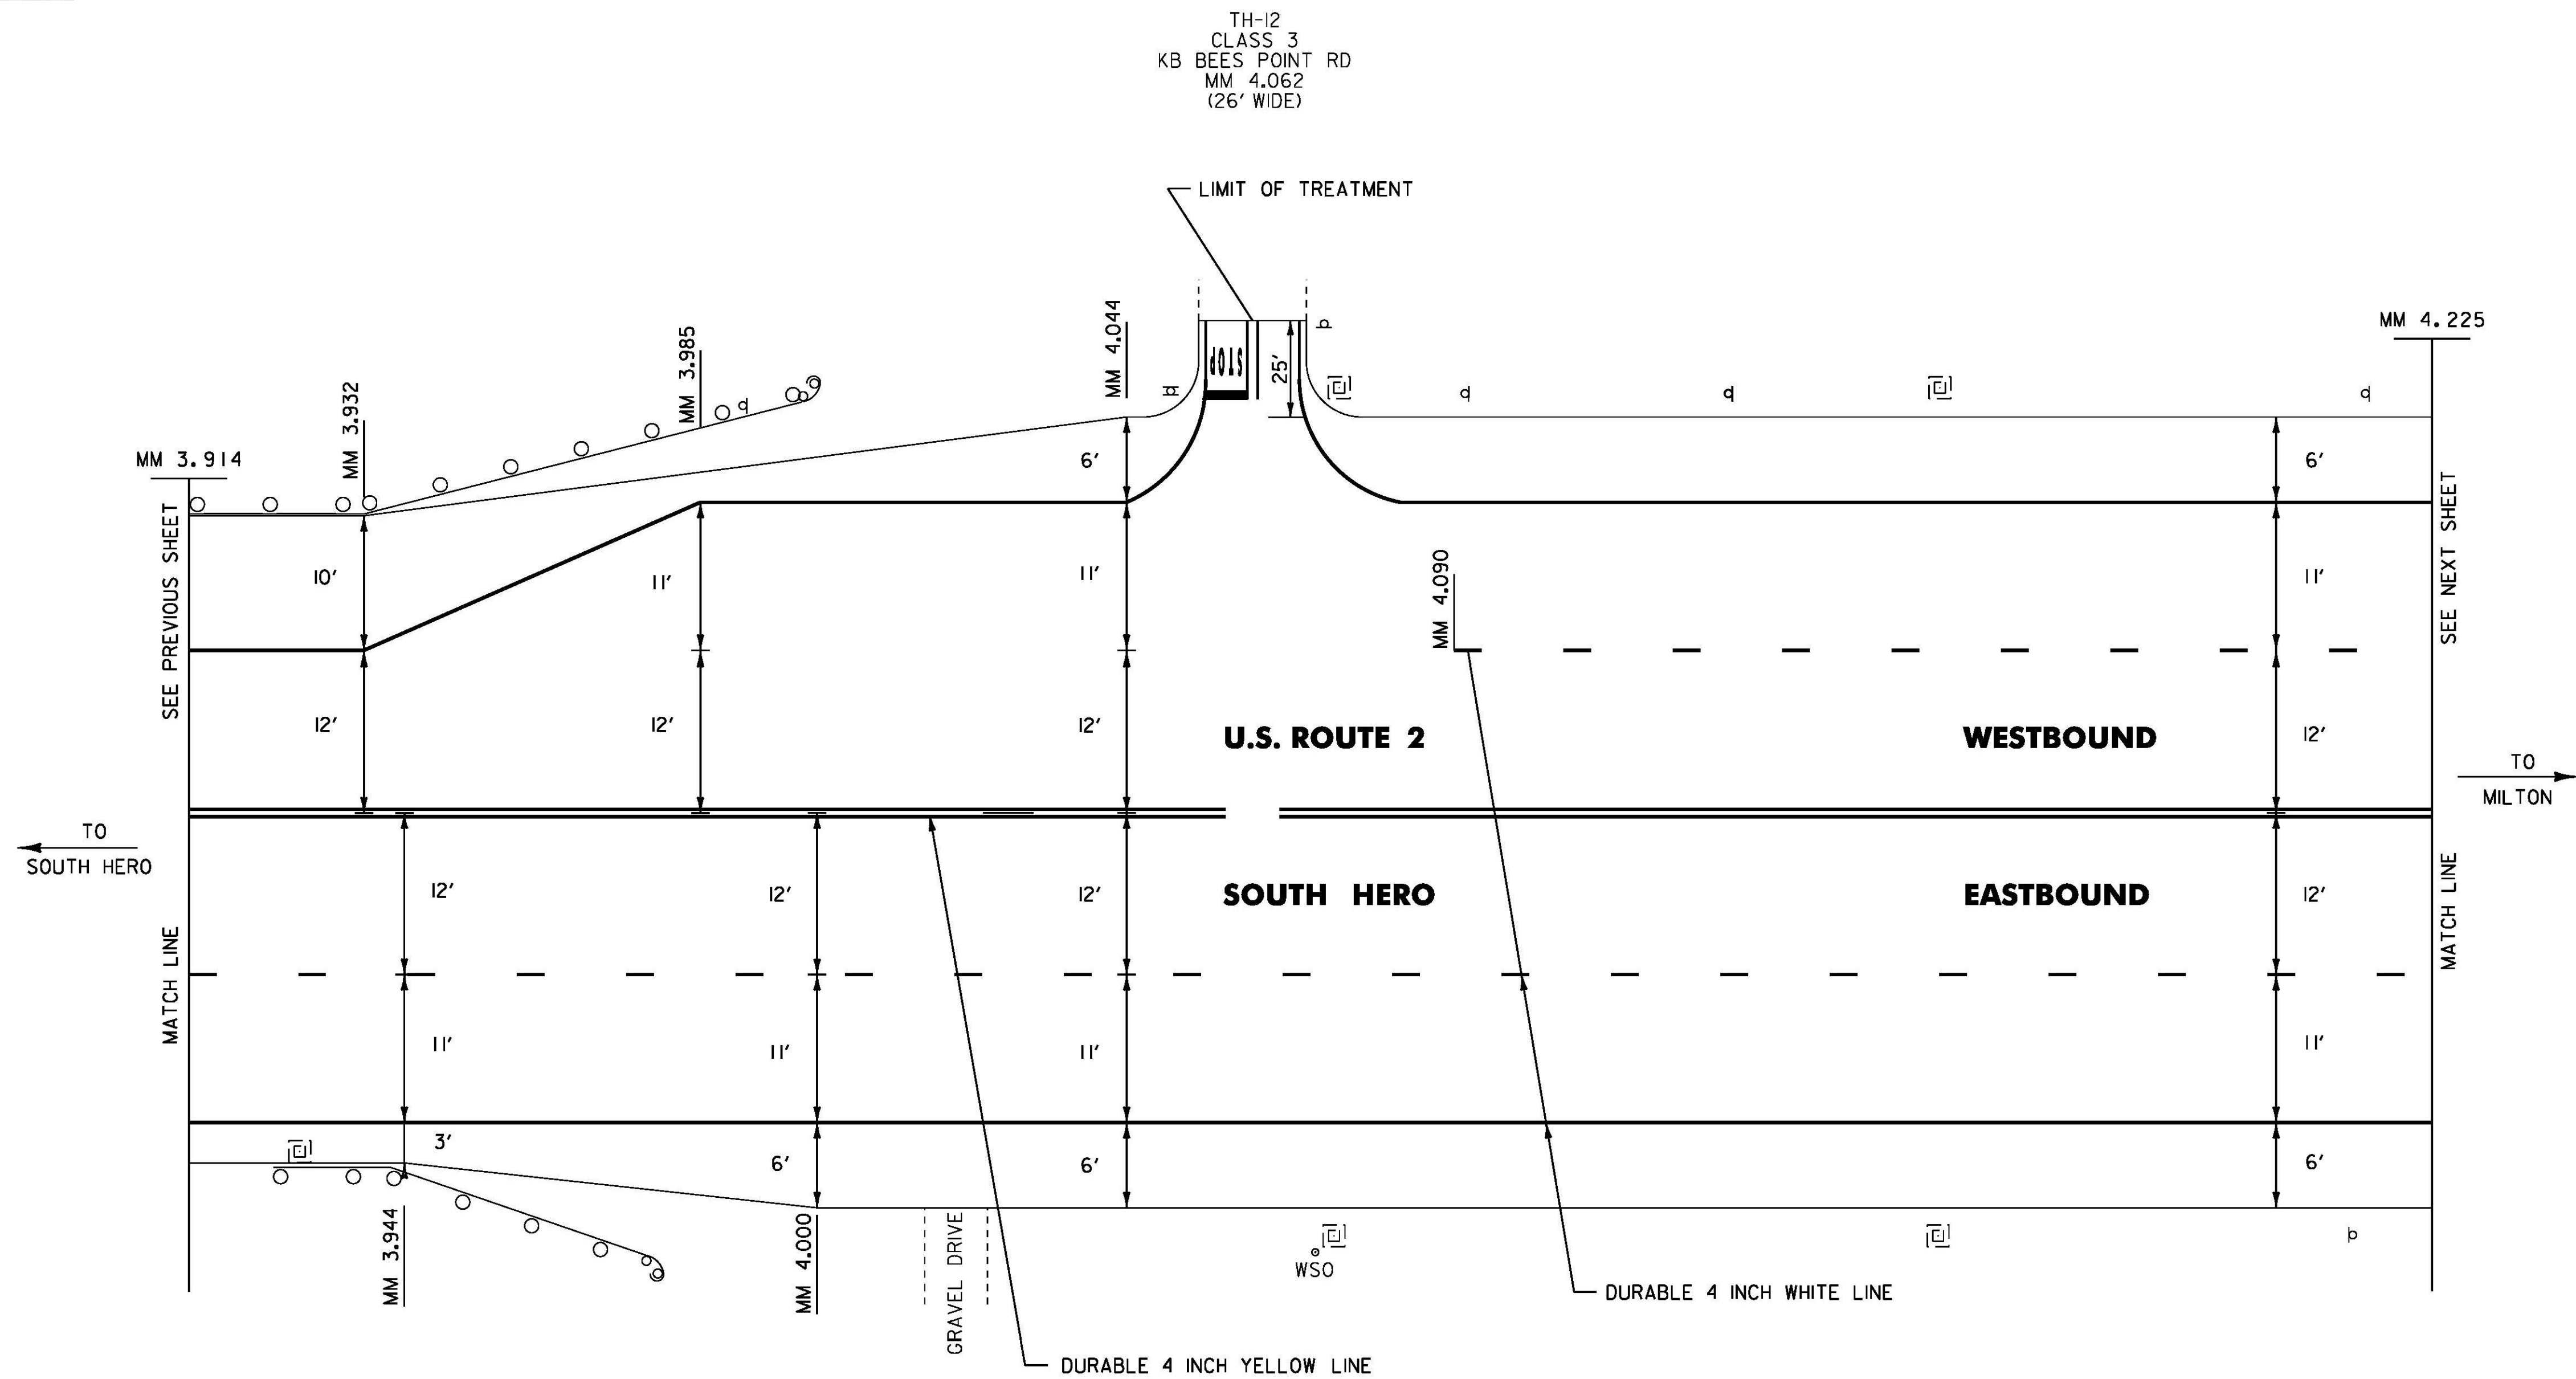 TH-12
CLASS 3
KB BEES POINT RD
MM 4.062
(26' WIDE)
LIMIT OF TREATMENT
MM 3.914
MM 3.932
MM 3.985
MM 4.044
STOP
25'
MM 4.225
6'
6'
SEE PREVIOUS SHEET
10'
11'
11'
MM 4.090
11'
SEE NEXT SHEET
12'
12'
12'
U.S. ROUTE 2
WESTBOUND
12'
TO
MILTON
TO
SOUTH HERO
12'
12'
12'
SOUTH HERO
EASTBOUND
12'
MATCH LINE
MATCH LINE
11'
11'
11'
11'
3'
6'
6'
6'
MM 3.944
MM 4.000
GRAVEL DRIVE
WSO
DURABLE 4 INCH WHITE LINE
DURABLE 4 INCH YELLOW LINE